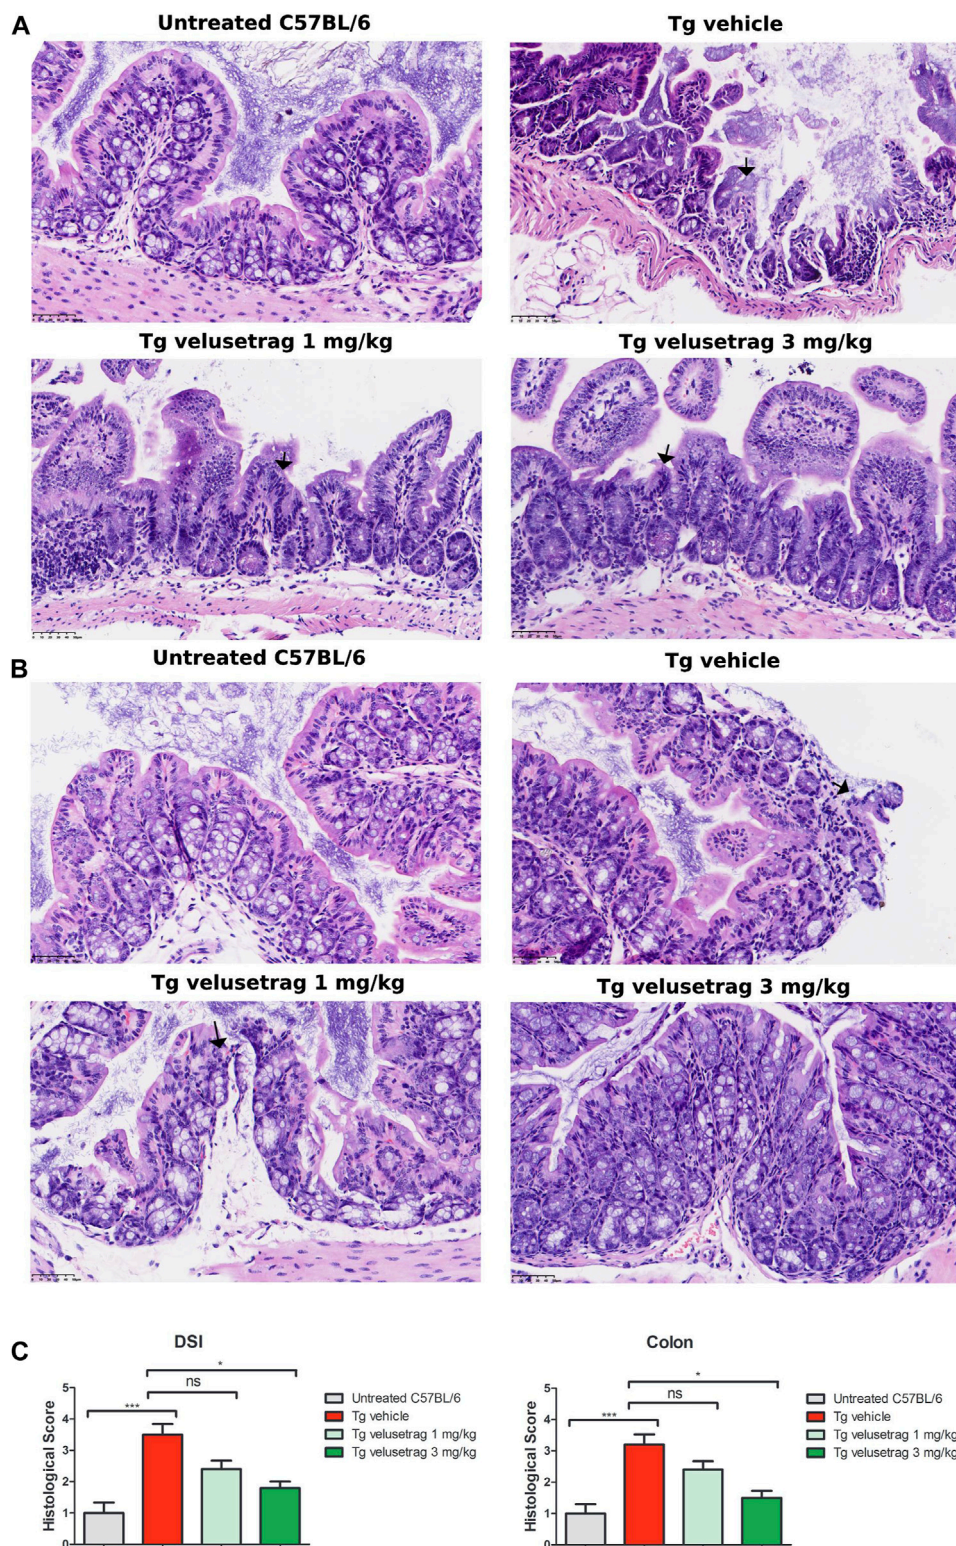 A
Untreated C57BL/6
Tg vehicle
Tg velusetrag 1 mg/kg
Tg velusetrag 3 mg/kg
B
Untreated C57BL/6
Tg vehicle
Tg velusetrag 1 mg/kg
Tg velusetrag 3 mg/kg
C
DSI
Histological Score
5
4
3
2
1
0
***
ns
*
Untreated C57BL/6
Tg vehicle
Tg velusetrag 1 mg/kg
Tg velusetrag 3 mg/kg
Colon
Histological Score
5
4
3
2
1
0
***
ns
*
Untreated C57BL/6
Tg vehicle
Tg velusetrag 1 mg/kg
Tg velusetrag 3 mg/kg